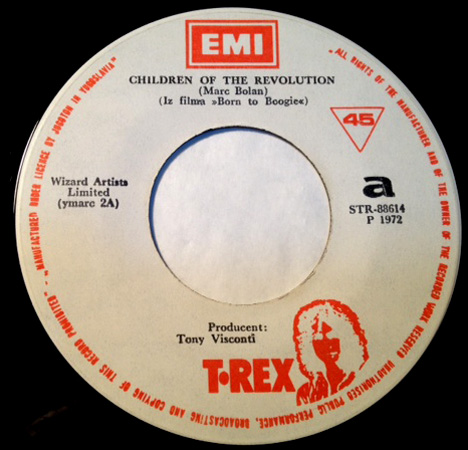 EMI
CHILDREN OF THE REVOLUTION
(Marc Bolan)
(Iz filma »Born to Boogie«)
45
Wizard Artists
Limited
(ymarc 2A)
a
STR-88614
P 1972
Producent:
Tony Visconti
T•REX
"ALL RIGHTS OF THE MANUFACTURER AND OF THE OWNER OF THE RECORDED WORK RESERVED UNAUTHORISED PUBLIC PERFORMANCE, BROADCASTING AND COPYING OF THIS RECORD PROHIBITED" - "MANUFACTURED UNDER LICENCE BY JUGOTON IN YUGOSLAVIA"